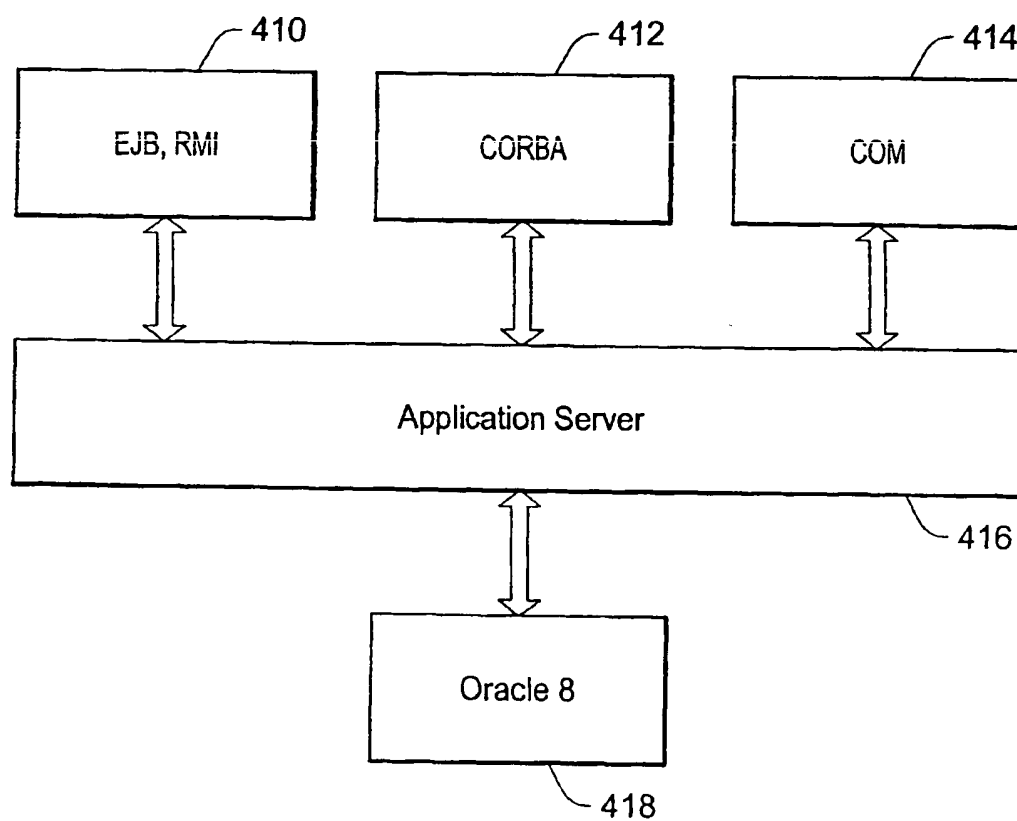 410
412
414
EJB, RMI
CORBA
COM
Application Server
416
Oracle 8
418